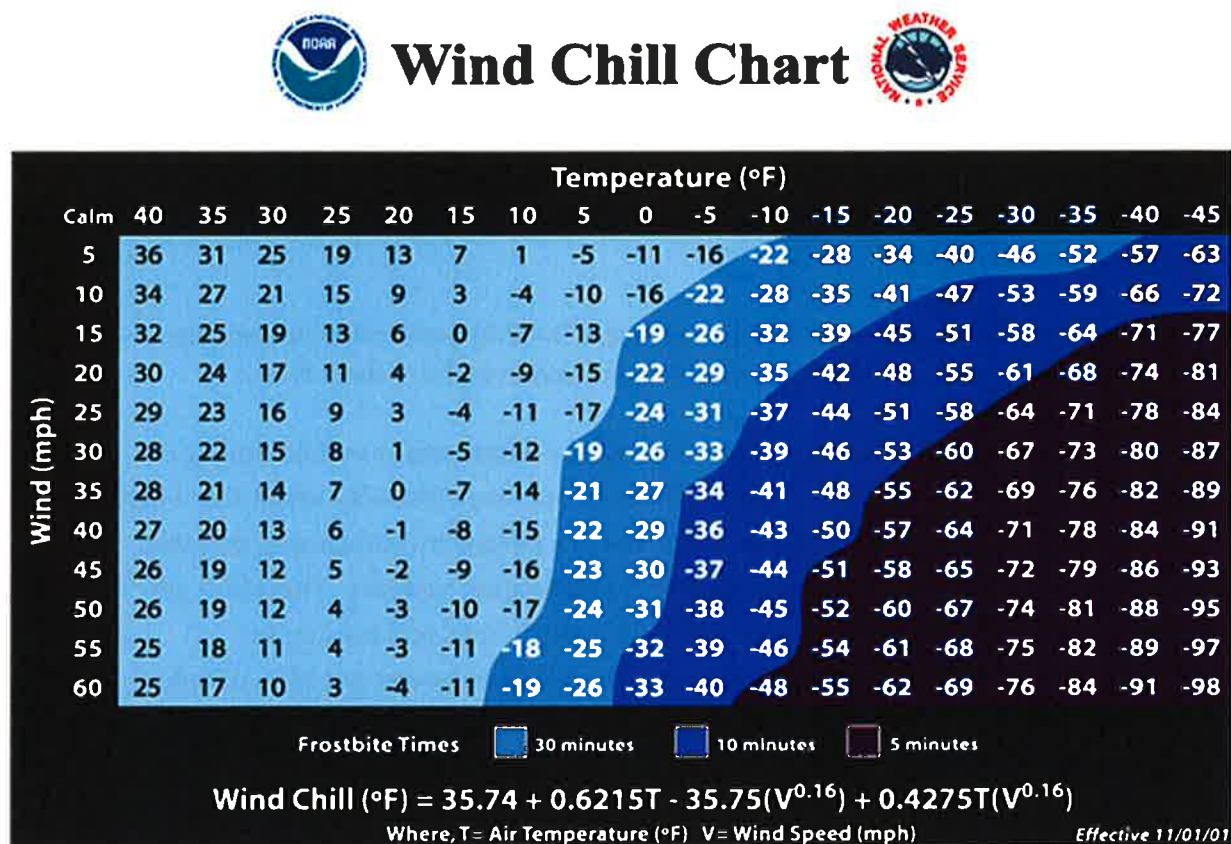 NOAA
Wind Chill Chart
NATIONAL WEATHER SERVICE
Temperature (°F)
Calm 40 35 30 25 20 15 10 5 0 -5 -10 -15 -20 -25 -30 -35 -40 -45
Wind (mph)
5 36 31 25 19 13 7 1 -5 -11 -16 -22 -28 -34 -40 -46 -52 -57 -63
10 34 27 21 15 9 3 -4 -10 -16 -22 -28 -35 -41 -47 -53 -59 -66 -72
15 32 25 19 13 6 0 -7 -13 -19 -26 -32 -39 -45 -51 -58 -64 -71 -77
20 30 24 17 11 4 -2 -9 -15 -22 -29 -35 -42 -48 -55 -61 -68 -74 -81
25 29 23 16 9 3 -4 -11 -17 -24 -31 -37 -44 -51 -58 -64 -71 -78 -84
30 28 22 15 8 1 -5 -12 -19 -26 -33 -39 -46 -53 -60 -67 -73 -80 -87
35 28 21 14 7 0 -7 -14 -21 -27 -34 -41 -48 -55 -62 -69 -76 -82 -89
40 27 20 13 6 -1 -8 -15 -22 -29 -36 -43 -50 -57 -64 -71 -78 -84 -91
45 26 19 12 5 -2 -9 -16 -23 -30 -37 -44 -51 -58 -65 -72 -79 -86 -93
50 26 19 12 4 -3 -10 -17 -24 -31 -38 -45 -52 -60 -67 -74 -81 -88 -95
55 25 18 11 4 -3 -11 -18 -25 -32 -39 -46 -54 -61 -68 -75 -82 -89 -97
60 25 17 10 3 -4 -11 -19 -26 -33 -40 -48 -55 -62 -69 -76 -84 -91 -98
Frostbite Times 30 minutes 10 minutes 5 minutes
Wind Chill (°F) = 35.74 + 0.6215T - 35.75(V^0.16) + 0.4275T(V^0.16)
Where, T= Air Temperature (°F) V= Wind Speed (mph)
Effective 11/01/01